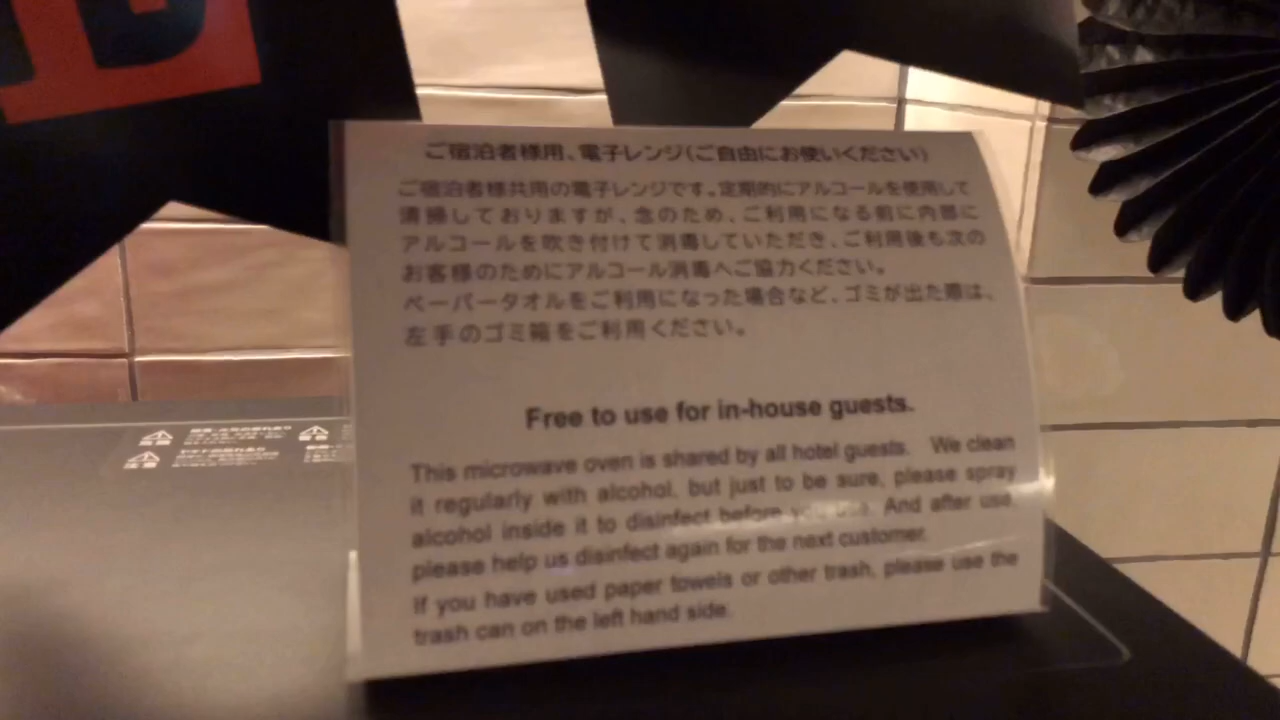 ご宿泊者様用、電子レンジ(ご自由にお使いください)
ご宿泊者様共用の電子レンジです。定期的にアルコールを使用して
清掃しておりますが、念のため、ご利用になる前に内部に
アルコールを吹き付けて消毒していただき、ご利用後も次の
お客様のためにアルコール消毒へご協力ください。
ペーパータオルをご利用になった場合など、ゴミが出た際は、
左手のゴミ箱をご利用ください。
Free to use for in-house guests.
This microwave oven is shared by all hotel guests. We clean
it regularly with alcohol, but just to be sure, please spray
alcohol inside it to disinfect before you use. And after use,
please help us disinfect again for the next customer.
If you have used paper towels or other trash, please use the
trash can on the left hand side.